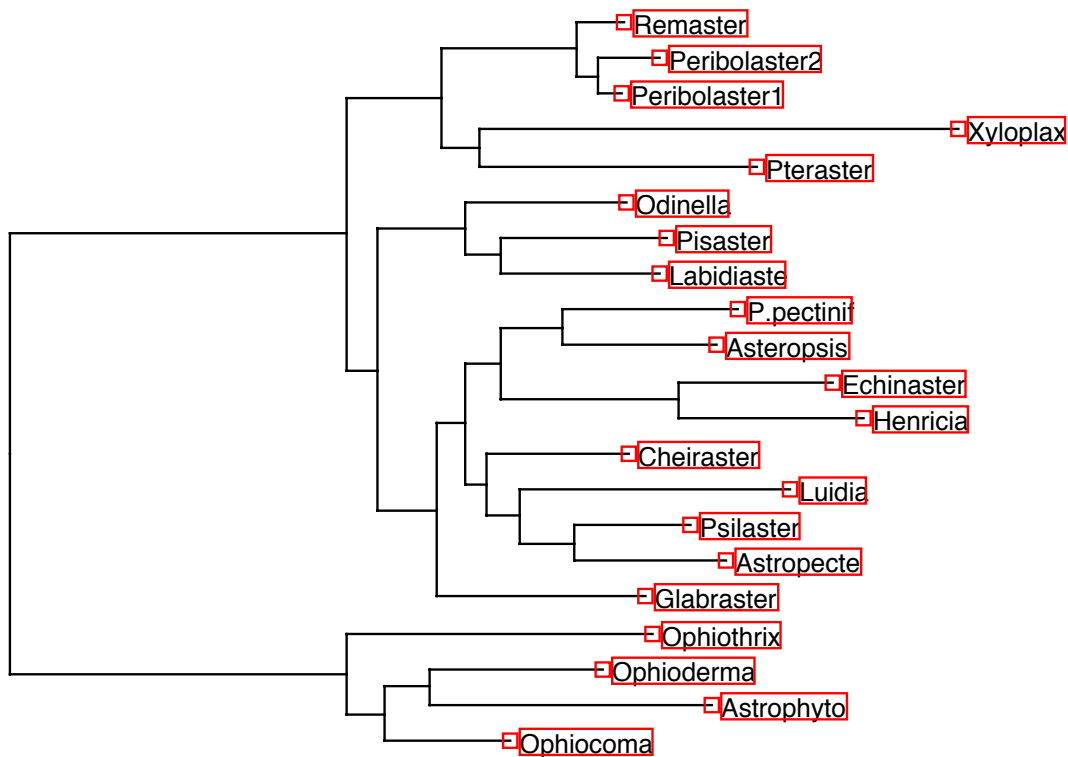 Remaster
Peribolaster2
Peribolaster1
Xyloplax
Pteraster
Odinella
Pisaster
Labidiaste
P.pectinif
Asteropsis
Echinaster
Henricia
Cheiraster
Luidia
Psilaster
Astropecte
Glabraster
Ophiothrix
Ophioderma
Astrophyto
Ophiocoma